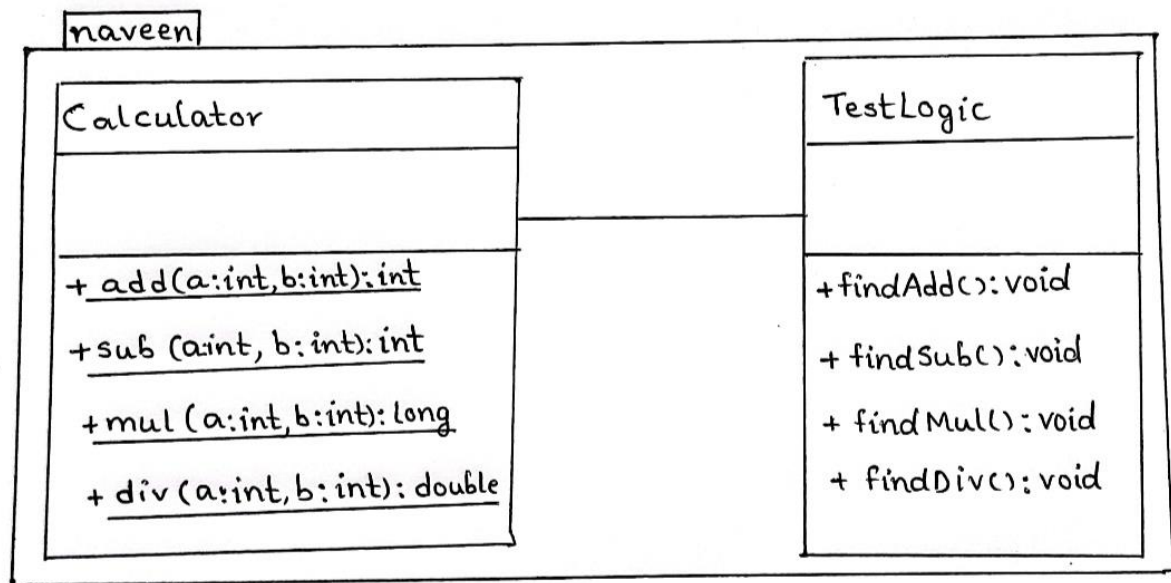 naveen
Calculator
+ add(a:int,b:int):int
+ sub (a:int, b:int):int
+ mul (a:int,b:int): long
+ div (a:int, b:int): double
TestLogic
+ findAdd(): void
+ findSub(): void
+ findMul(): void
+ findDiv(): void